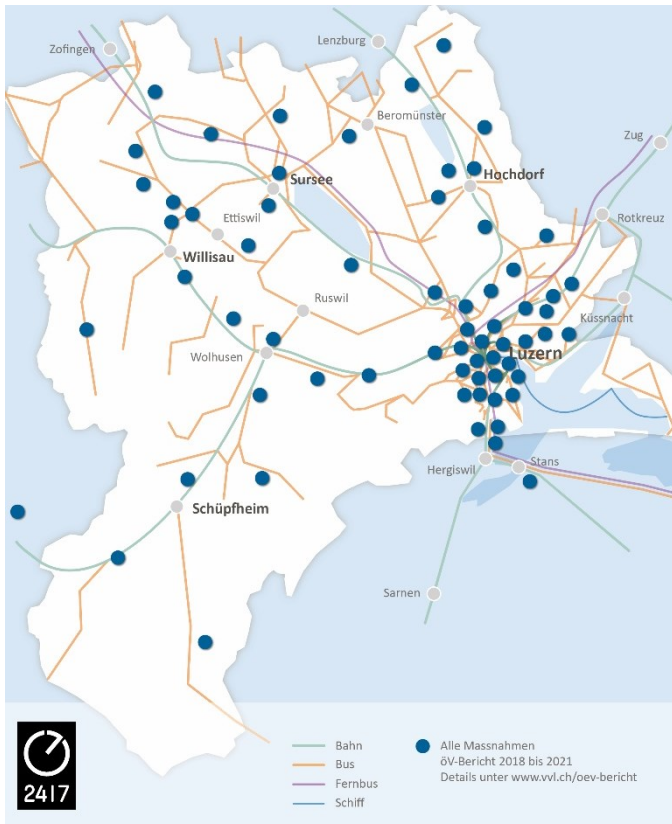 Zofingen
Lenzburg
Beromünster
Zug
Sursee
Hochdorf
Rotkreuz
Ettiswil
Willisau
Ruswil
Küssnacht
Wolhusen
Luzern
Hergiswil
Stans
Schüpfheim
Sarnen
24|7
Bahn
Bus
Fernbus
Schiff
Alle Massnahmen
öV-Bericht 2018 bis 2021
Details unter www.vvl.ch/oev-bericht